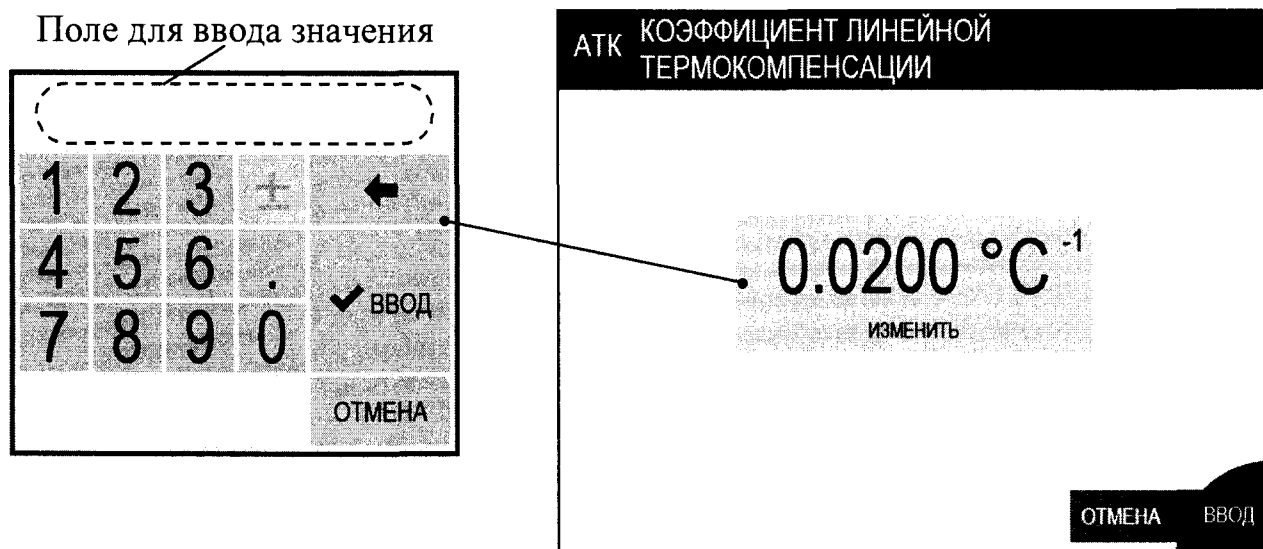 Поле для ввода значения
1 2 3 ±
4 5 6 .
ВВОД
7 8 9 0
ОТМЕНА
АТК КОЭФФИЦИЕНТ ЛИНЕЙНОЙ
ТЕРМОКОМПЕНСАЦИИ
0.0200 °C⁻¹
ИЗМЕНИТЬ
ОТМЕНА ВВОД